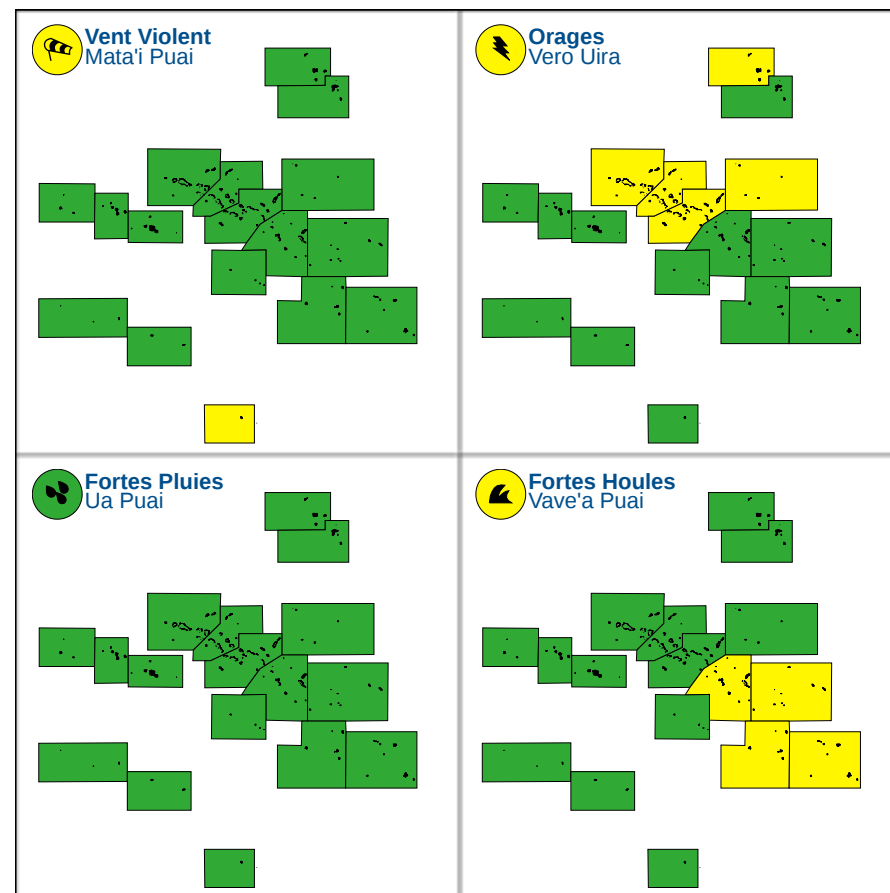 Vent Violent
Mata'i Puai
Orages
Vero Uira
Fortes Pluies
Ua Puai
Fortes Houles
Vave'a Puai